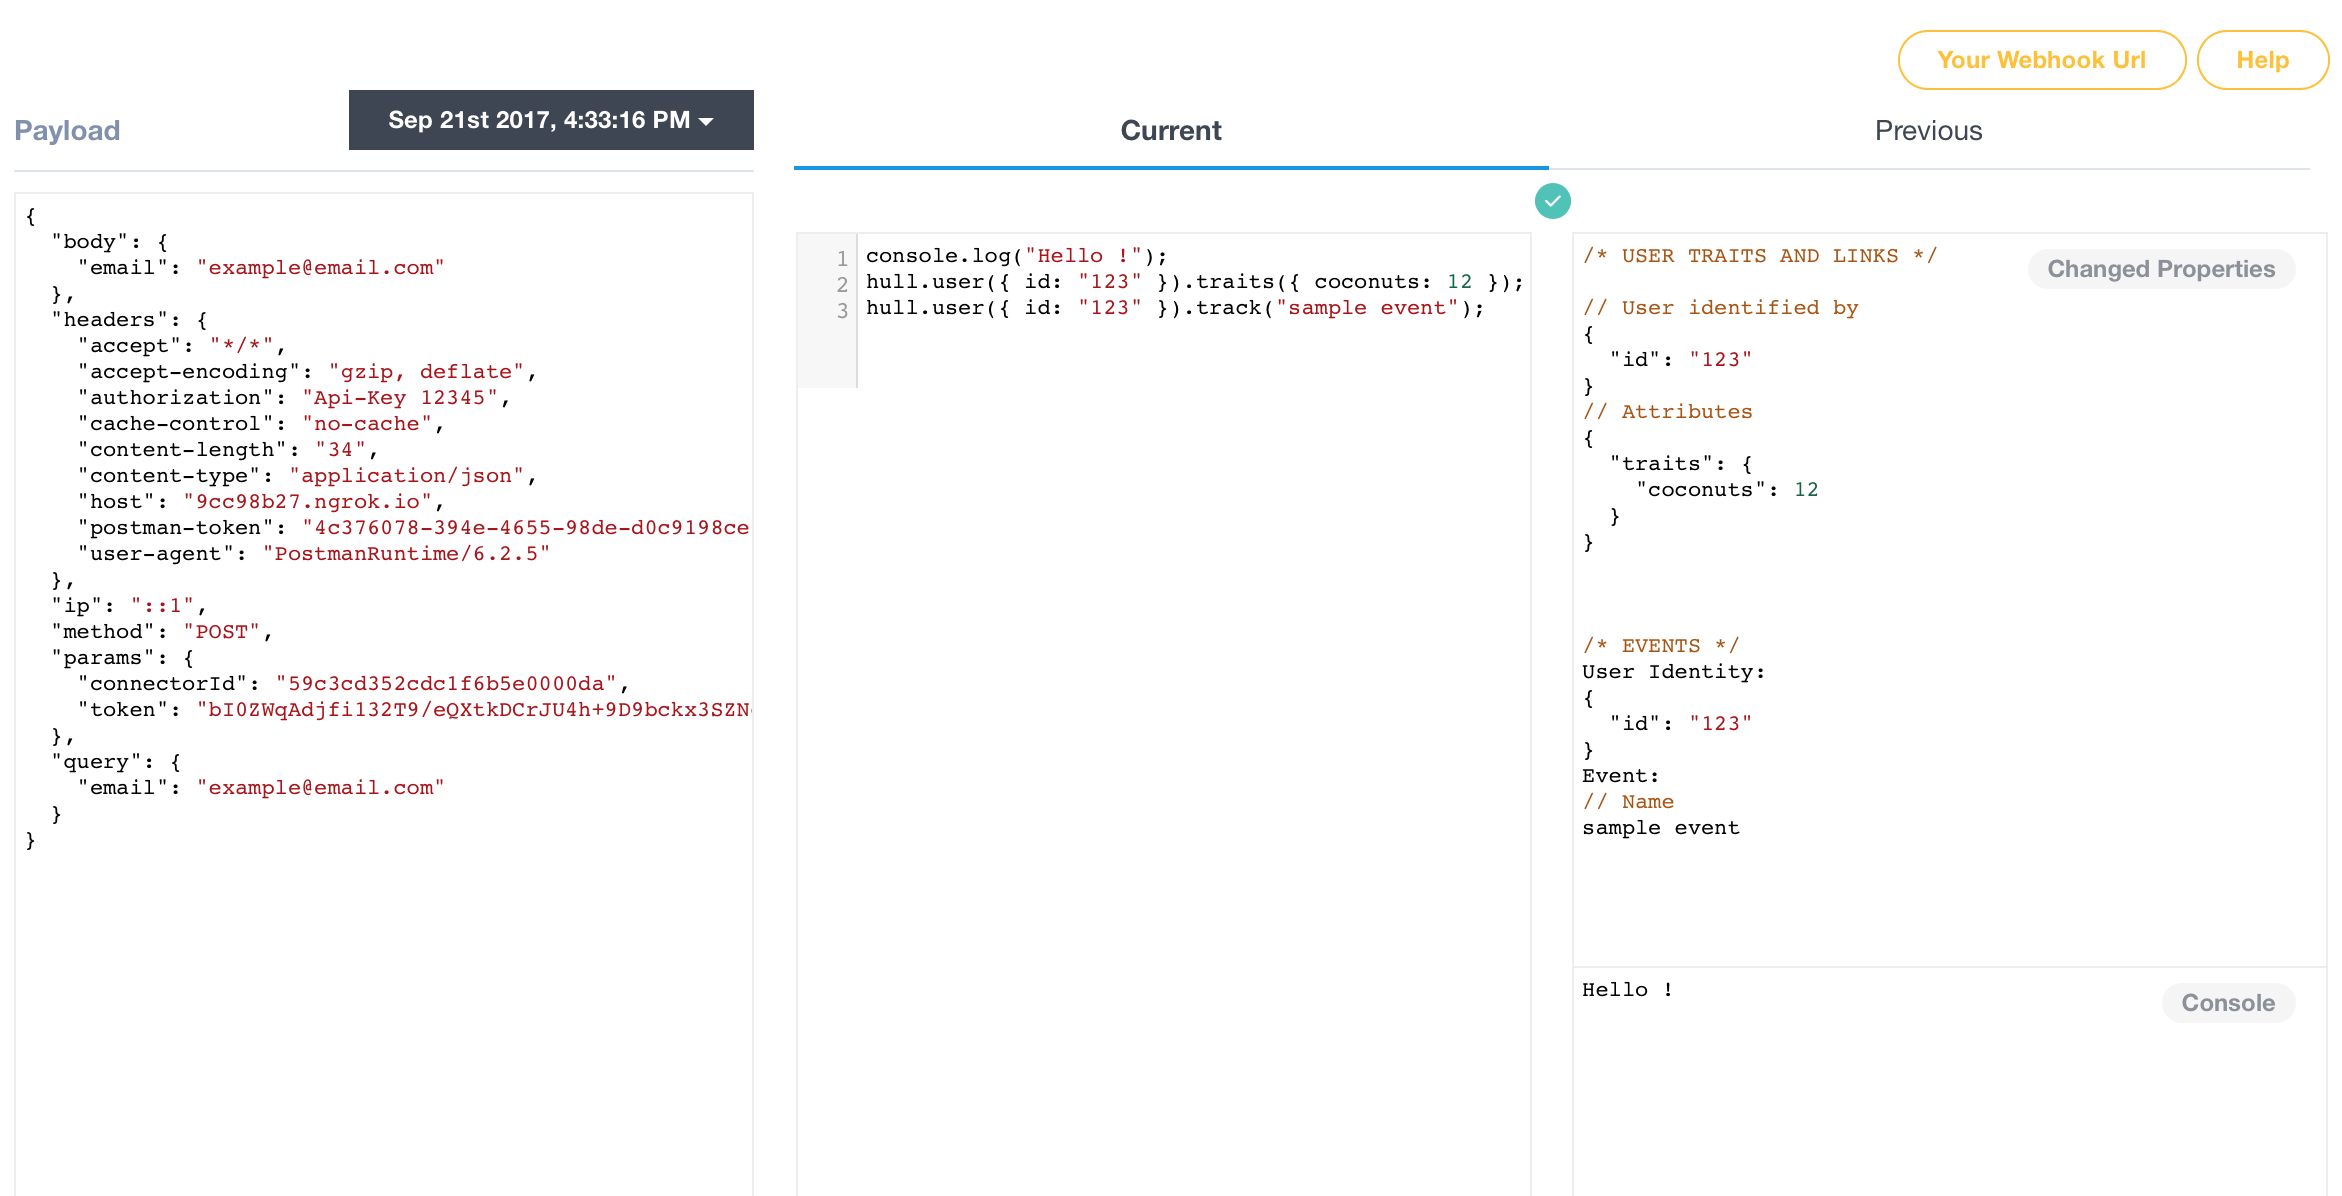 Your Webhook Url
Help
Payload
Sep 21st 2017, 4:33:16 PM
Current
Previous
{
  "body": {
    "email": "example@email.com"
  },
  "headers": {
    "accept": "*/*",
    "accept-encoding": "gzip, deflate",
    "authorization": "Api-Key 12345",
    "cache-control": "no-cache",
    "content-length": "34",
    "content-type": "application/json",
    "host": "9cc98b27.ngrok.io",
    "postman-token": "4c376078-394e-4655-98de-d0c9198ce
    "user-agent": "PostmanRuntime/6.2.5"
  },
  "ip": "::1",
  "method": "POST",
  "params": {
    "connectorId": "59c3cd352cdc1f6b5e0000da",
    "token": "bI0ZWqAdjfi132T9/eQXtkDCrJU4h+9D9bckx3SZN
  },
  "query": {
    "email": "example@email.com"
  }
}
1 console.log("Hello !");
2 hull.user({ id: "123" }).traits({ coconuts: 12 });
3 hull.user({ id: "123" }).track("sample event");
/* USER TRAITS AND LINKS */
Changed Properties
// User identified by
{
  "id": "123"
}
// Attributes
{
  "traits": {
    "coconuts": 12
  }
}
/* EVENTS */
User Identity:
{
  "id": "123"
}
Event:
// Name
sample event
Hello !
Console